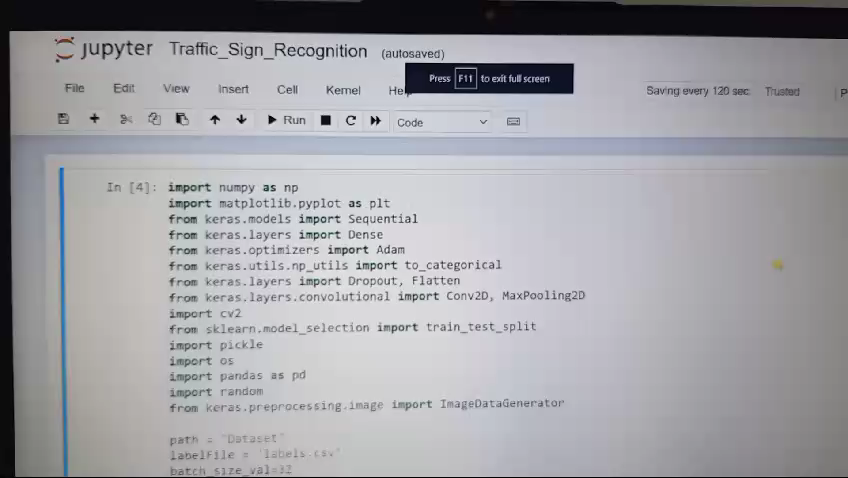 jupyter Traffic_Sign_Recognition (autosaved)
Press F11 to exit full screen
File Edit View Insert Cell Kernel Help
Saving every 120 sec. Trusted
Run Code
In [4]: import numpy as np
import matplotlib.pyplot as plt
from keras.models import Sequential
from keras.layers import Dense
from keras.optimizers import Adam
from keras.utils.np_utils import to_categorical
from keras.layers import Dropout, Flatten
from keras.layers.convolutional import Conv2D, MaxPooling2D
import cv2
from sklearn.model_selection import train_test_split
import pickle
import os
import pandas as pd
import random
from keras.preprocessing.image import ImageDataGenerator
path = "Dataset"
labelFile = 'labels.csv'
batch_size_val=32